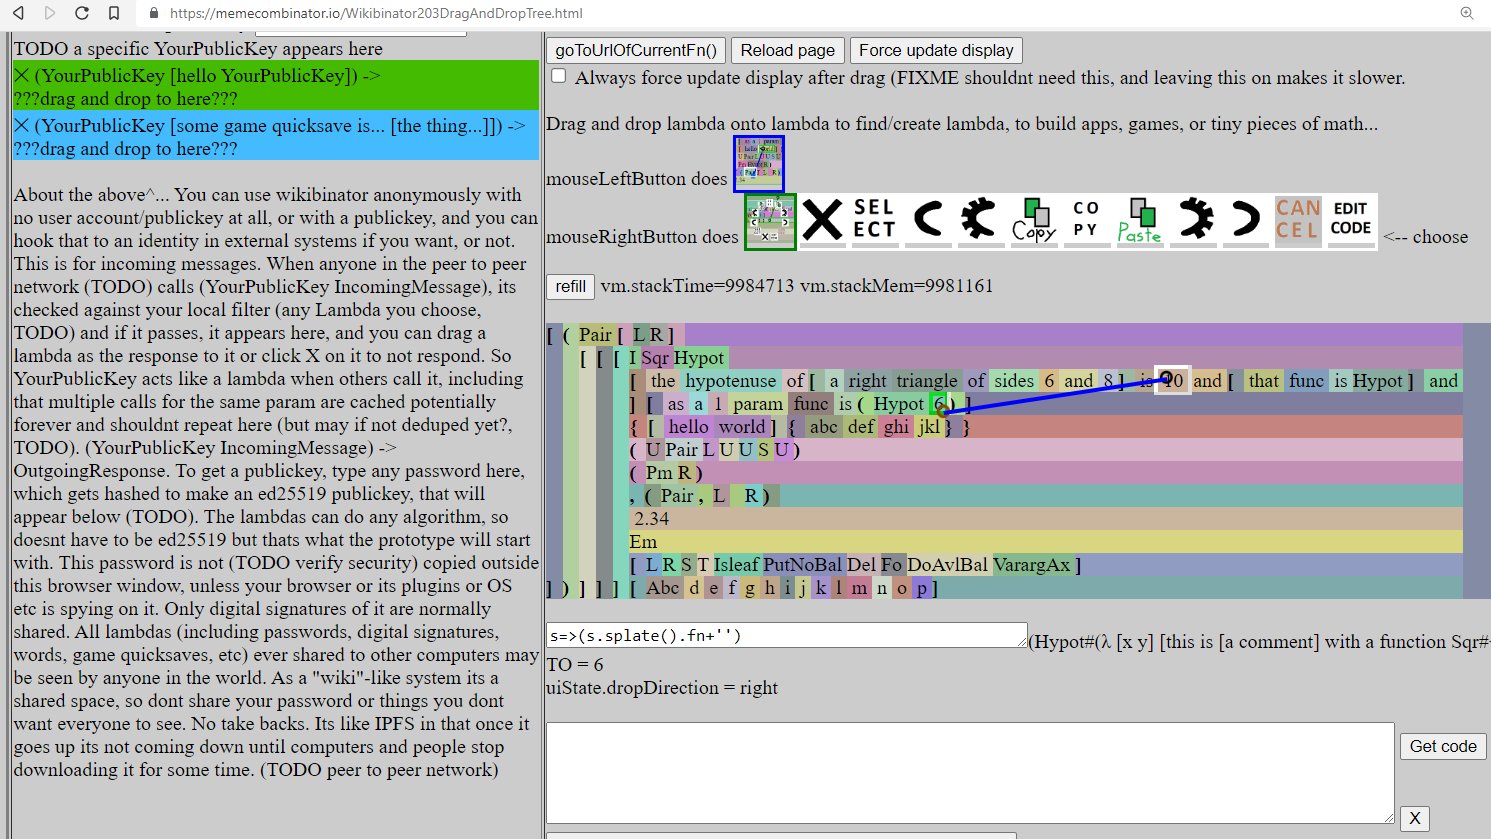 https://memecombinator.io/Wikibinator203DragAndDropTree.html
TODO a specific YourPublicKey appears here
X (YourPublicKey [hello YourPublicKey]) ->
???drag and drop to here???
X (YourPublicKey [some game quicksave is... [the thing...]]) ->
???drag and drop to here???
About the above^... You can use wikibinator anonymously with
no user account/publickey at all, or with a publickey, and you can
hook that to an identity in external systems if you want, or not.
This is for incoming messages. When anyone in the peer to peer
network (TODO) calls (YourPublicKey IncomingMessage), its
checked against your local filter (any Lambda you choose,
TODO) and if it passes, it appears here, and you can drag a
lambda as the response to it or click X on it to not respond. So
YourPublicKey acts like a lambda when others call it, including
that multiple calls for the same param are cached potentially
forever and shouldnt repeat here (but may if not deduped yet?,
TODO). (YourPublicKey IncomingMessage) ->
OutgoingResponse. To get a publickey, type any password here,
which gets hashed to make an ed25519 publickey, that will
appear below (TODO). The lambdas can do any algorithm, so
doesnt have to be ed25519 but thats what the prototype will start
with. This password is not (TODO verify security) copied outside
this browser window, unless your browser or its plugins or OS
etc is spying on it. Only digital signatures of it are normally
shared. All lambdas (including passwords, digital signatures,
words, game quicksaves, etc) ever shared to other computers may
be seen by anyone in the world. As a "wiki"-like system its a
shared space, so dont share your password or things you dont
want everyone to see. No take backs. Its like IPFS in that once it
goes up its not coming down until computers and people stop
downloading it for some time. (TODO peer to peer network)
goToUrlOfCurrentFn() Reload page Force update display
Always force update display after drag (FIXME shouldnt need this, and leaving this on makes it slower.
Drag and drop lambda onto lambda to find/create lambda, to build apps, games, or tiny pieces of math...
mouseLeftButton does
mouseRightButton does SELECT Copy COPY Paste CANCEL EDIT CODE <-- choose
refill vm.stackTime=9984713 vm.stackMem=9981161
[ ( Pair [ L R ]
[ [ [ I Sqr Hypot
[ the hypotenuse of [ a right triangle of sides 6 and 8 ] is 10 and [ that func is Hypot ] and
] [ as a 1 param func is ( Hypot 6 ) ]
{ [ hello world ] { abc def ghi jkl } }
( U Pair L U U S U )
( Pm R )
, ( Pair , L R )
2.34
Em
[ L R S T Isleaf PutNoBal Del Fo DoAvlBal VarargAx ]
] ) ] ] ] [ Abc d e f g h i j k l m n o p ]
s=>(s.splate().fn+'') (Hypot#(λ [x y] [this is [a comment] with a function Sqr#
TO = 6
uiState.dropDirection = right
Get code
X